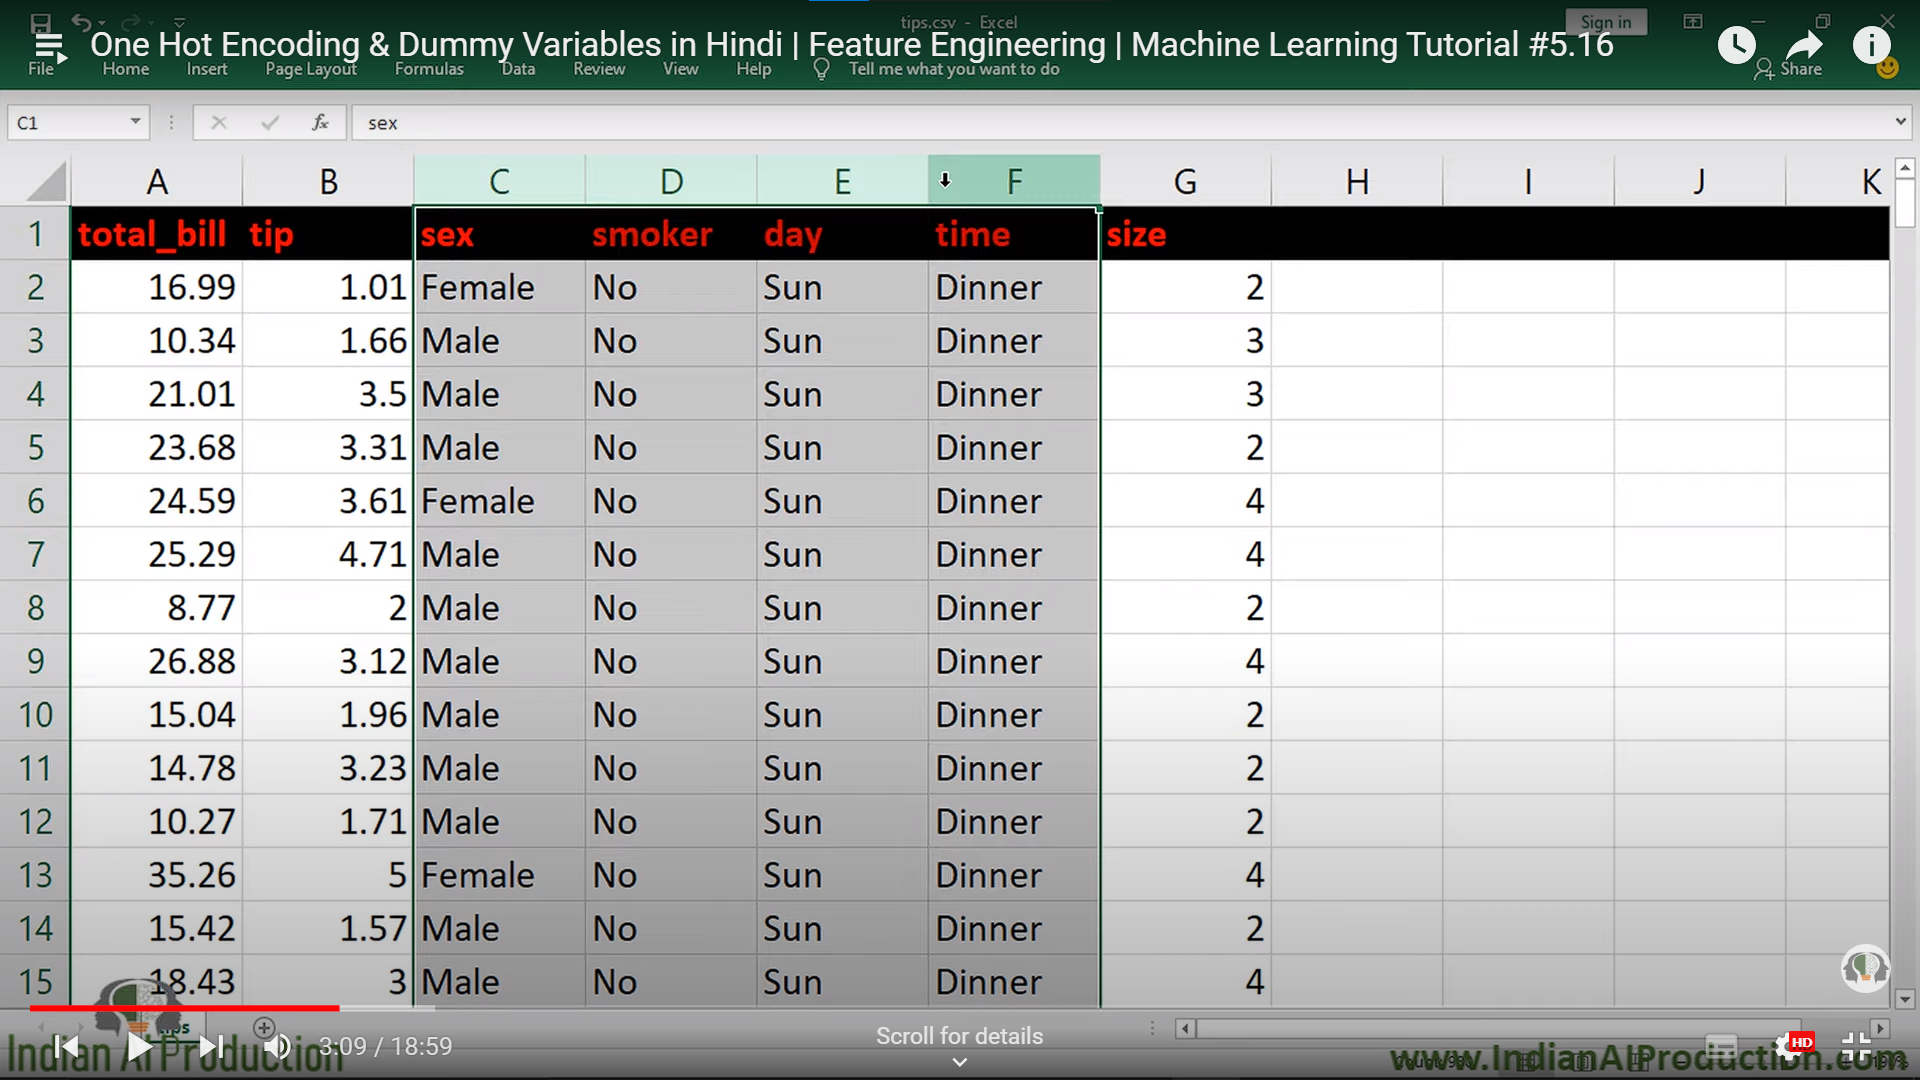 tips.csv - Excel
Sign in
One Hot Encoding & Dummy Variables in Hindi | Feature Engineering | Machine Learning Tutorial #5.16
File Home Insert Page Layout Formulas Data Review View Help Tell me what you want to do Share
C1 fx sex
A B C D E F G H I J K
1 total_bill tip sex smoker day time size
2 16.99 1.01 Female No Sun Dinner 2
3 10.34 1.66 Male No Sun Dinner 3
4 21.01 3.5 Male No Sun Dinner 3
5 23.68 3.31 Male No Sun Dinner 2
6 24.59 3.61 Female No Sun Dinner 4
7 25.29 4.71 Male No Sun Dinner 4
8 8.77 2 Male No Sun Dinner 2
9 26.88 3.12 Male No Sun Dinner 4
10 15.04 1.96 Male No Sun Dinner 2
11 14.78 3.23 Male No Sun Dinner 2
12 10.27 1.71 Male No Sun Dinner 2
13 35.26 5 Female No Sun Dinner 4
14 15.42 1.57 Male No Sun Dinner 2
15 18.43 3 Male No Sun Dinner 4
Scroll for details
Indian AI Production
3:09 / 18:59
HD
www.IndianAIProduction.com